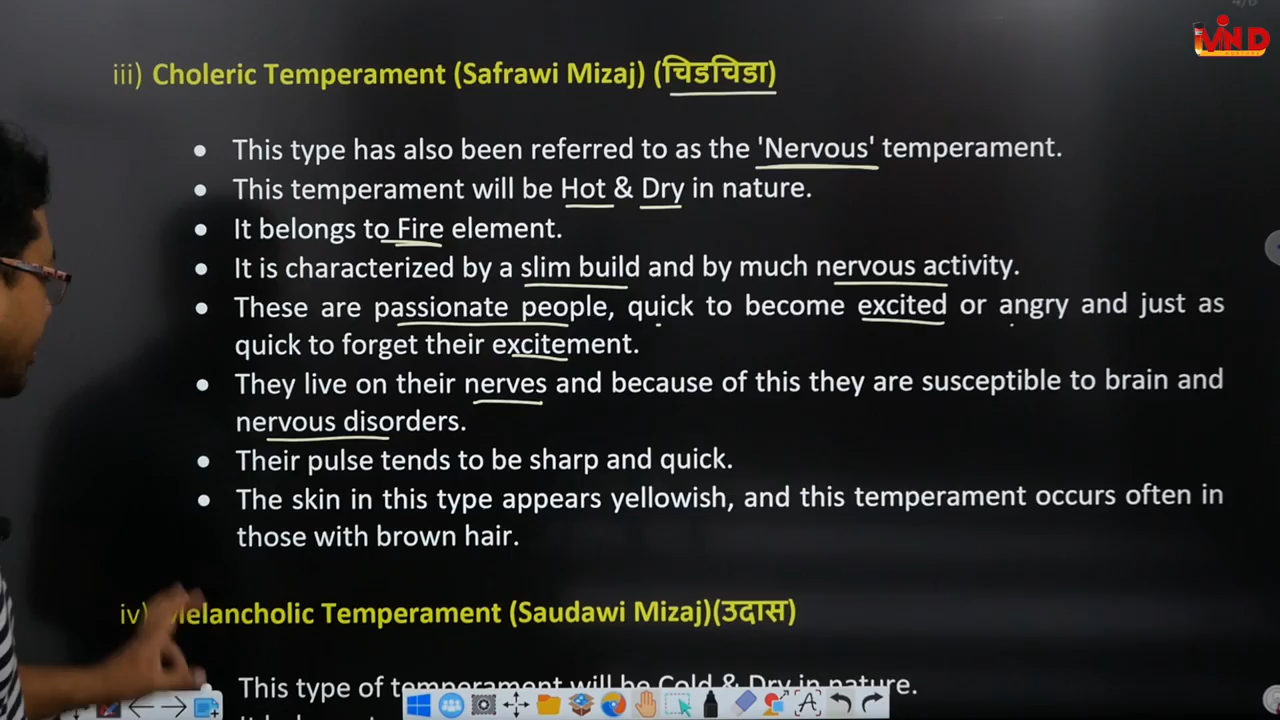 4/6
MND
iii) Choleric Temperament (Safrawi Mizaj) (चिडचिडा)
• This type has also been referred to as the 'Nervous' temperament.
• This temperament will be Hot & Dry in nature.
• It belongs to Fire element.
• It is characterized by a slim build and by much nervous activity.
• These are passionate people, quick to become excited or angry and just as
quick to forget their excitement.
• They live on their nerves and because of this they are susceptible to brain and
nervous disorders.
• Their pulse tends to be sharp and quick.
• The skin in this type appears yellowish, and this temperament occurs often in
those with brown hair.
iv) Melancholic Temperament (Saudawi Mizaj)(उदास)
This type of temperament will be Cold & Dry in nature.